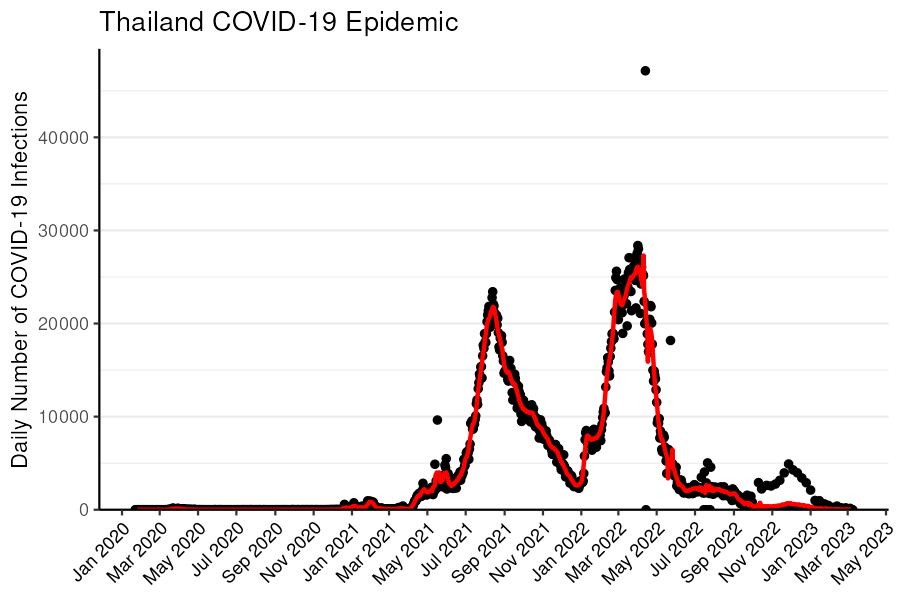 Thailand COVID-19 Epidemic
Daily Number of COVID-19 Infections
40000
30000
20000
10000
0
Jan 2020
Mar 2020
May 2020
Jul 2020
Sep 2020
Nov 2020
Jan 2021
Mar 2021
May 2021
Jul 2021
Sep 2021
Nov 2021
Jan 2022
Mar 2022
May 2022
Jul 2022
Sep 2022
Nov 2022
Jan 2023
Mar 2023
May 2023